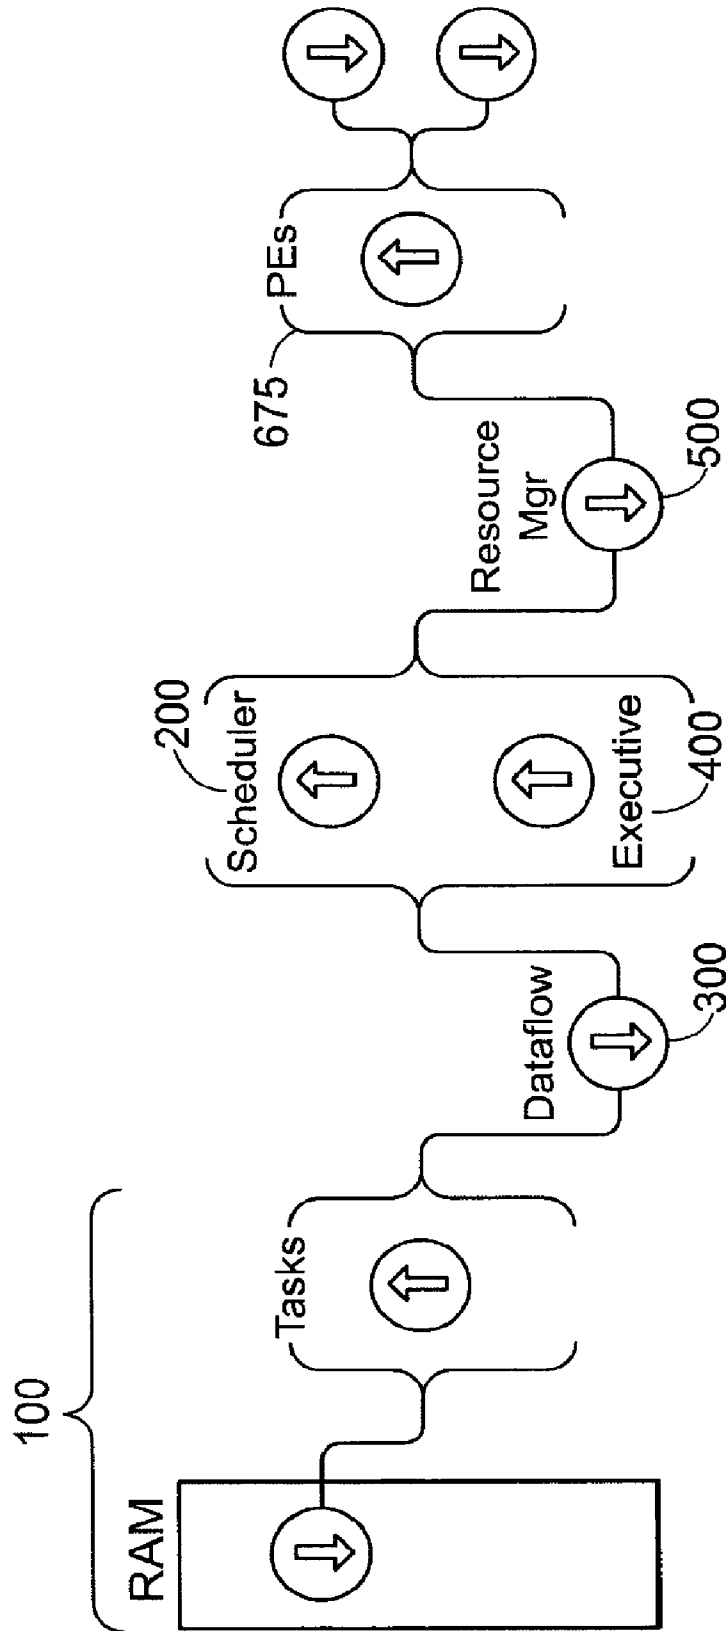 100
RAM
Tasks
Dataflow
300
200
Scheduler
Executive
400
Resource
Mgr
500
675
PEs